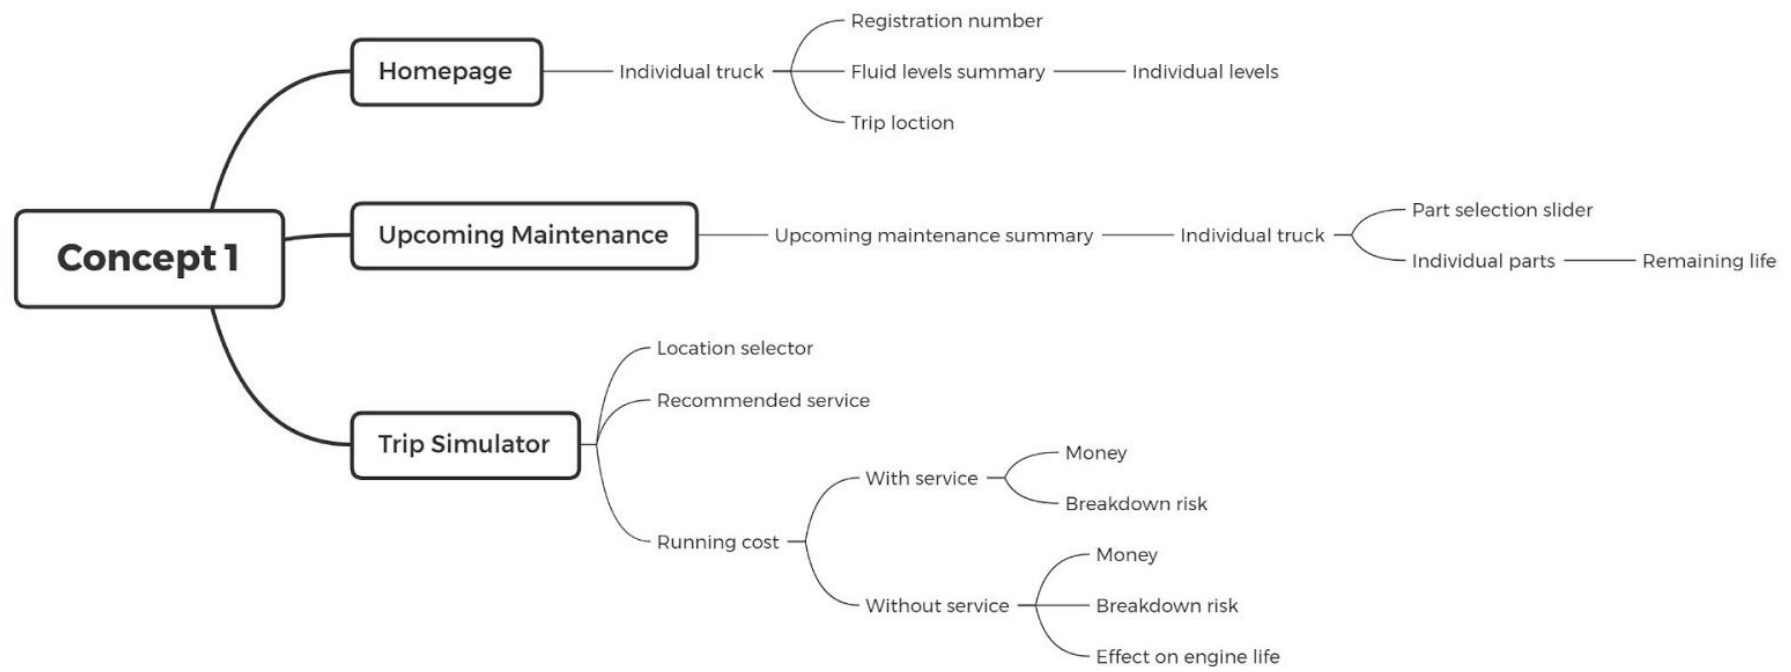 Concept 1
Homepage
Individual truck
Registration number
Fluid levels summary
Individual levels
Trip loction
Upcoming Maintenance
Upcoming maintenance summary
Individual truck
Part selection slider
Individual parts
Remaining life
Trip Simulator
Location selector
Recommended service
Running cost
With service
Money
Breakdown risk
Without service
Money
Breakdown risk
Effect on engine life